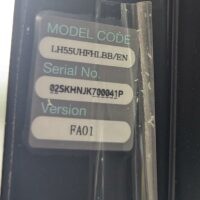 MODEL CODE
LH55UHFHLBB/EN
Serial No.
02SKHNJK700041P
Version
FA01